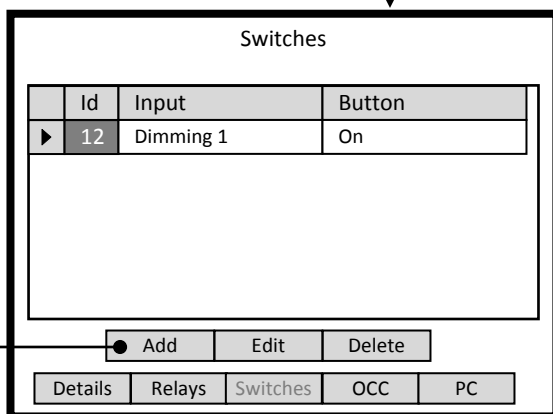 Switches
Id Input Button
12 Dimming 1 On
Add Edit Delete
Details Relays Switches OCC PC